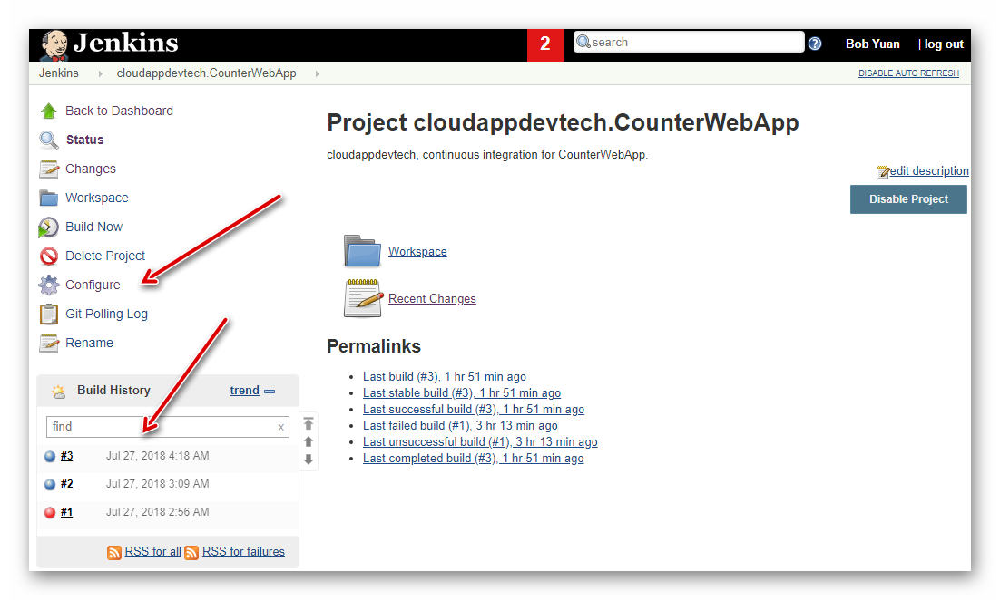 Jenkins
2
search
?
Bob Yuan
| log out
Jenkins
cloudappdevtech.CounterWebApp
DISABLE AUTO REFRESH
Back to Dashboard
Status
Changes
Workspace
Build Now
Delete Project
Configure
Git Polling Log
Rename
Build History
trend
find
x
#3 Jul 27, 2018 4:18 AM
#2 Jul 27, 2018 3:09 AM
#1 Jul 27, 2018 2:56 AM
RSS for all RSS for failures
Project cloudappdevtech.CounterWebApp
cloudappdevtech, continuous integration for CounterWebApp.
edit description
Disable Project
Workspace
Recent Changes
Permalinks
Last build (#3), 1 hr 51 min ago
Last stable build (#3), 1 hr 51 min ago
Last successful build (#3), 1 hr 51 min ago
Last failed build (#1), 3 hr 13 min ago
Last unsuccessful build (#1), 3 hr 13 min ago
Last completed build (#3), 1 hr 51 min ago